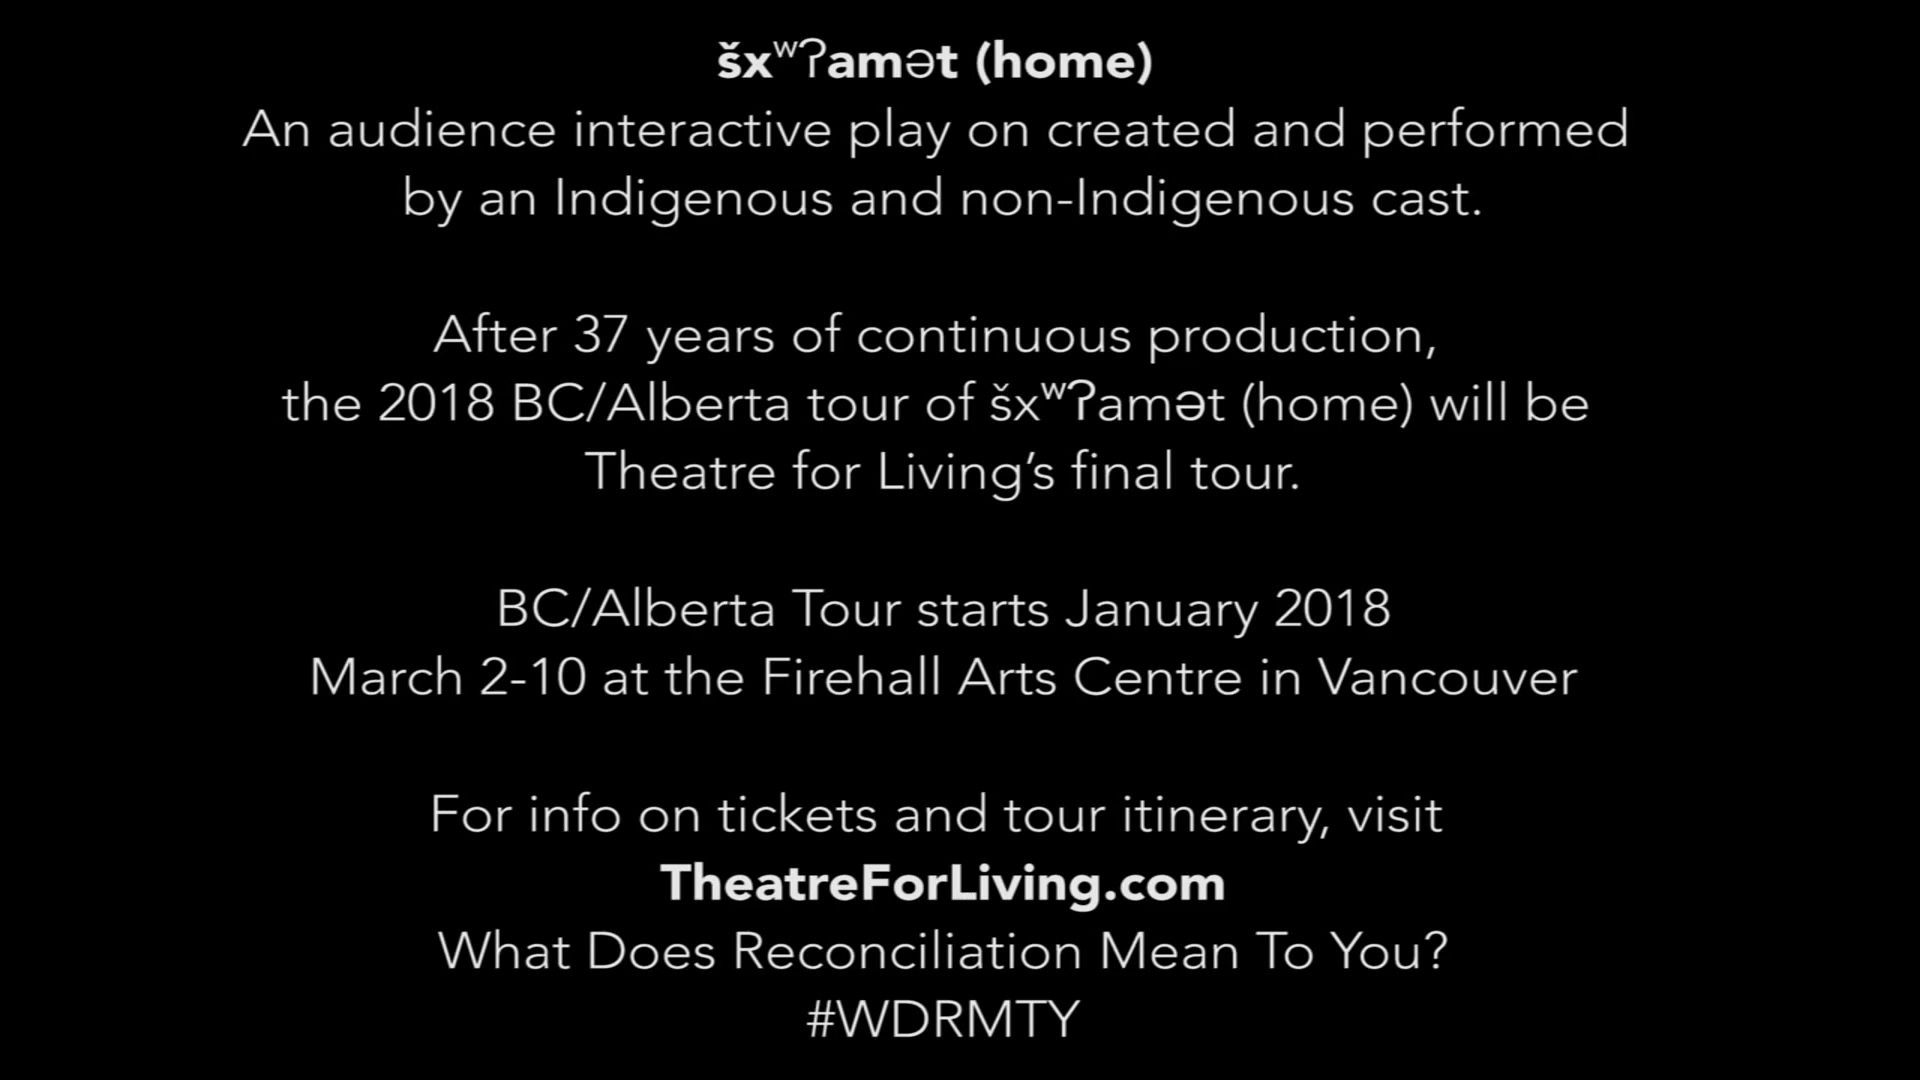 šxʷʔamət (home)
An audience interactive play on created and performed
by an Indigenous and non-Indigenous cast.
After 37 years of continuous production,
the 2018 BC/Alberta tour of šxʷʔamət (home) will be
Theatre for Living’s final tour.
BC/Alberta Tour starts January 2018
March 2-10 at the Firehall Arts Centre in Vancouver
For info on tickets and tour itinerary, visit
TheatreForLiving.com
What Does Reconciliation Mean To You?
#WDRMTY